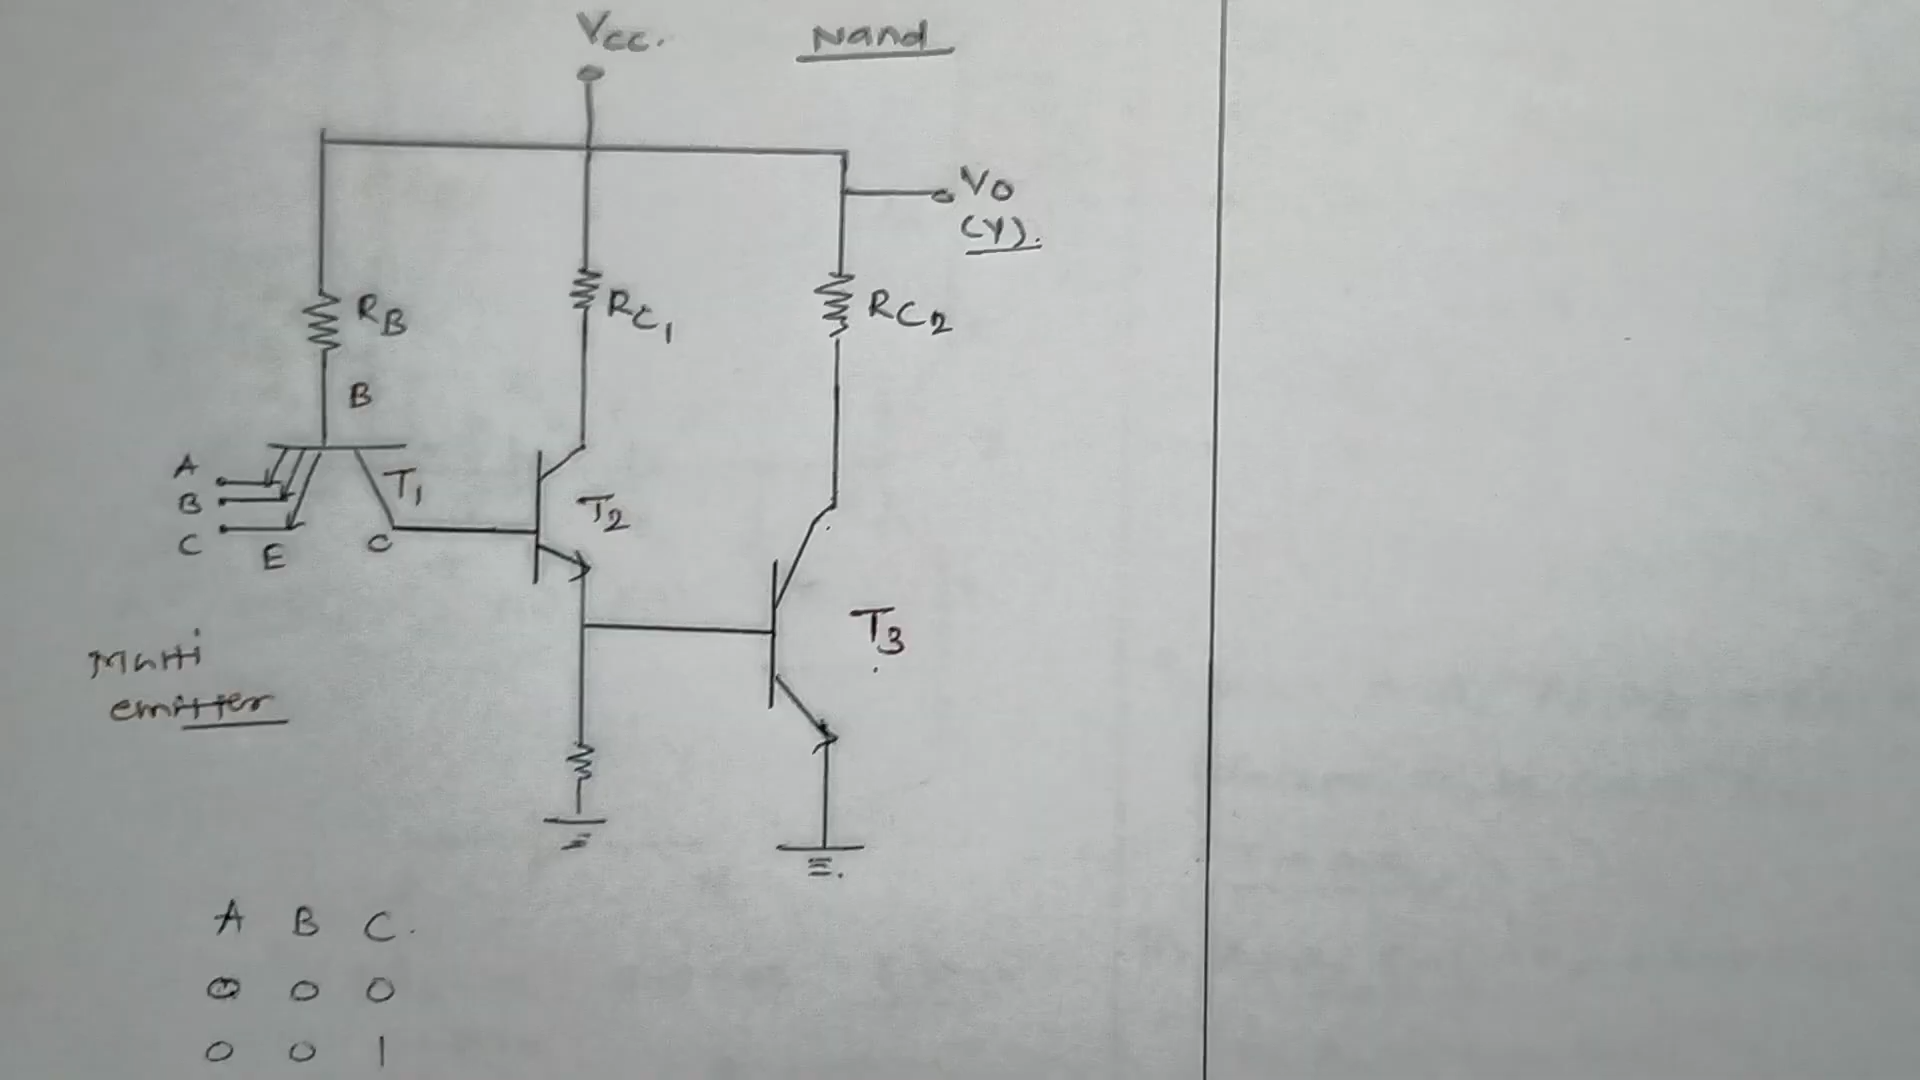 Vcc.
Nand
Vo
(Y).
RB
Rc1
RC2
B
A
B
C
E
C
T1
T2
T3
Multi
emitter
A B C.
0 0 0
0 0 1